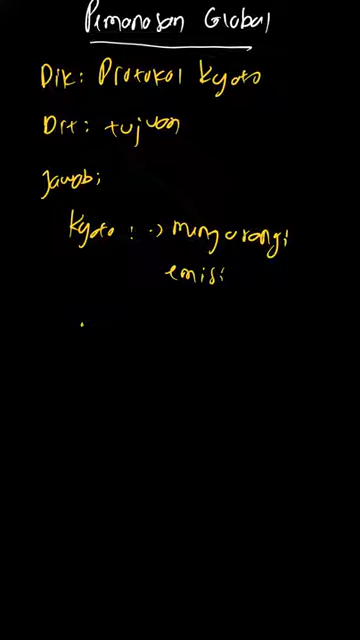 Pemanasan Global
Dik: Protokol Kyoto
Dit: tujuan
Jawab:
Kyoto : •) mengurangi
emisi